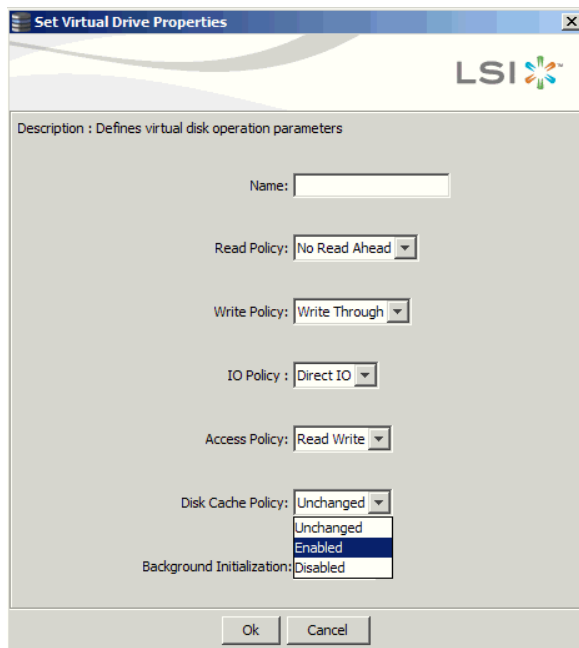 Set Virtual Drive Properties
LSI
Description : Defines virtual disk operation parameters
Name:
Read Policy: No Read Ahead
Write Policy: Write Through
IO Policy : Direct IO
Access Policy: Read Write
Disk Cache Policy: Unchanged
Unchanged
Enabled
Background Initialization: Disabled
Ok Cancel